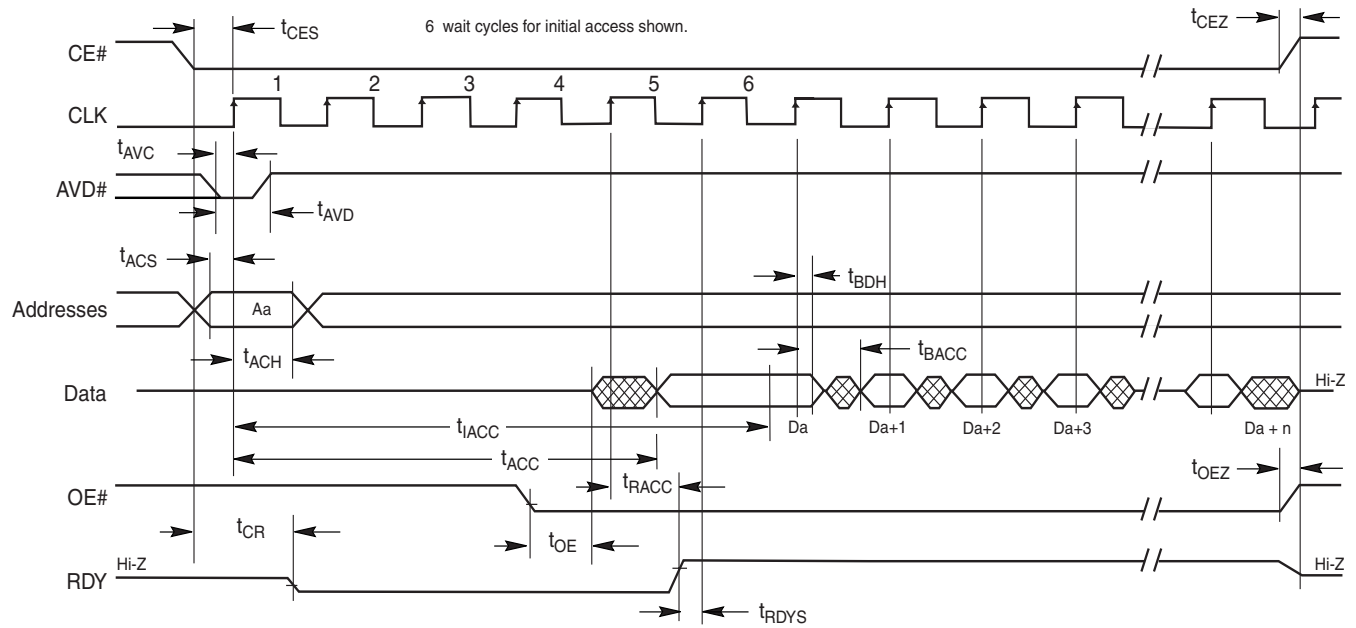 tCES
6 wait cycles for initial access shown.
tCEZ
CE#
1 2 3 4 5 6
CLK
tAVC
AVD#
tAVD
tACS
tBDH
Addresses
Aa
tACH
tBACC
Data
Hi-Z
tIACC
Da Da+1 Da+2 Da+3 Da + n
tACC
tRACC
tOEZ
OE#
tCR
tOE
Hi-Z
Hi-Z
RDY
tRDYS